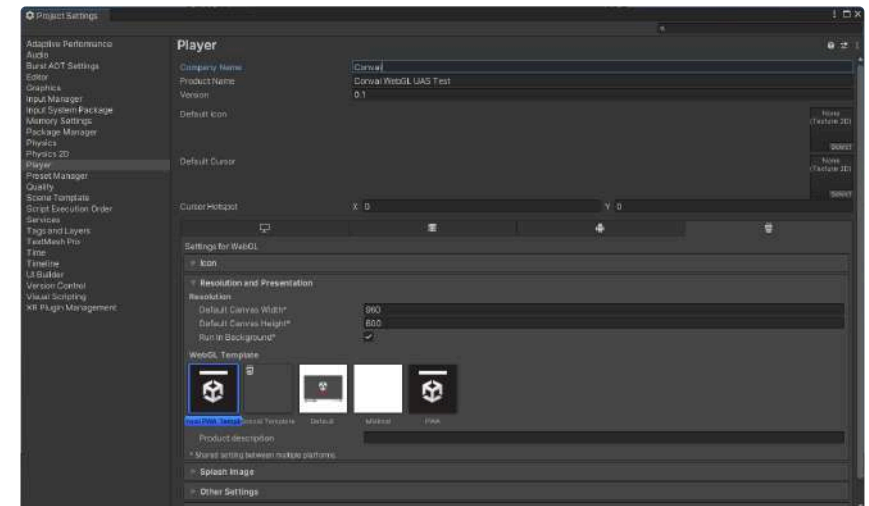 Project Settings
Adaptive Performance
Audio
Burst AOT Settings
Editor
Graphics
Input Manager
Input System Package
Memory Settings
Package Manager
Physics
Physics 2D
Player
Preset Manager
Quality
Scene Template
Script Execution Order
Services
Tags and Layers
TextMesh Pro
Time
Timeline
UI Builder
Version Control
Visual Scripting
XR Plugin Management
Player
Company Name Convai
Product Name Convai WebGL UAS Test
Version 0.1
Default Icon
None
(Texture 2D)
Select
Default Cursor
None
(Texture 2D)
Select
Cursor Hotspot X 0 Y 0
Settings for WebGL
Icon
Resolution and Presentation
Resolution
Default Canvas Width* 960
Default Canvas Height* 600
Run In Background*
WebGL Template
PWA Templ Template Default Minimal PWA
Product description
* Shared setting between multiple platforms.
Splash Image
Other Settings